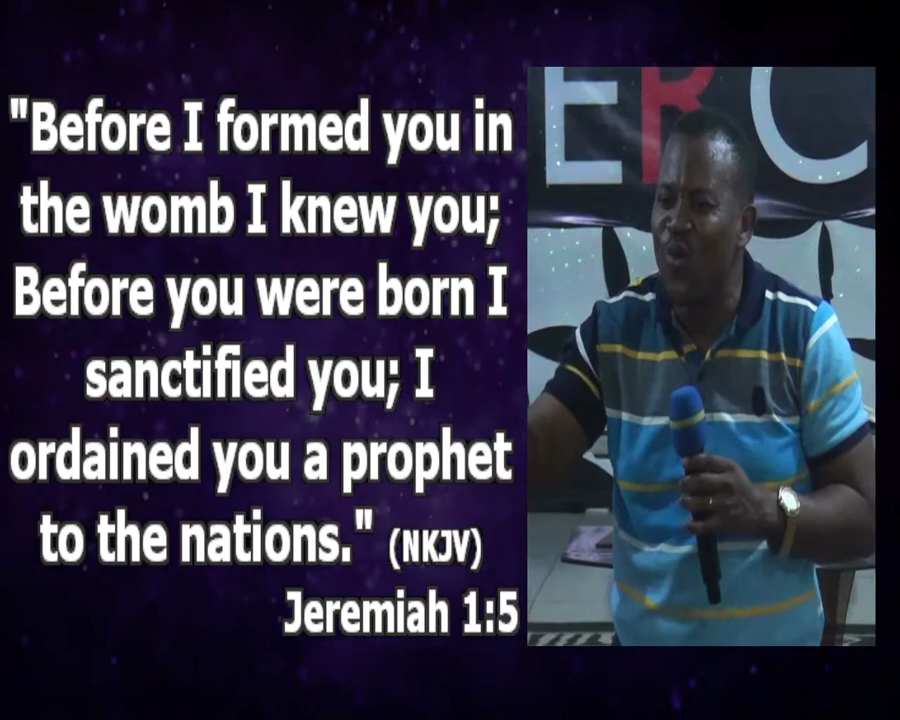 "Before I formed you in
the womb I knew you;
Before you were born I
sanctified you; I
ordained you a prophet
to the nations." (NKJV)
Jeremiah 1:5
ERC